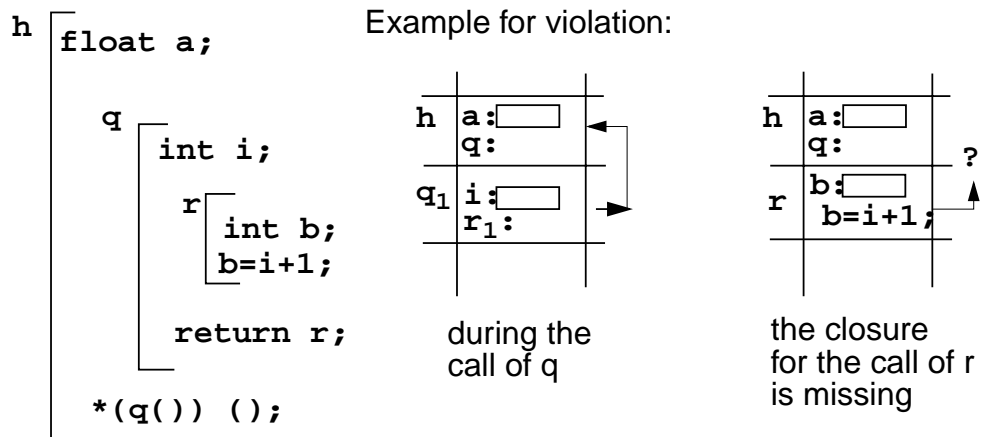 h
float a;
q
int i;
r
int b;
b=i+1;
return r;
*(q()) ();
Example for violation:
h a:
q:
q1 i:
r1:
during the
call of q
h a:
q:
?
r b:
b=i+1;
the closure
for the call of r
is missing